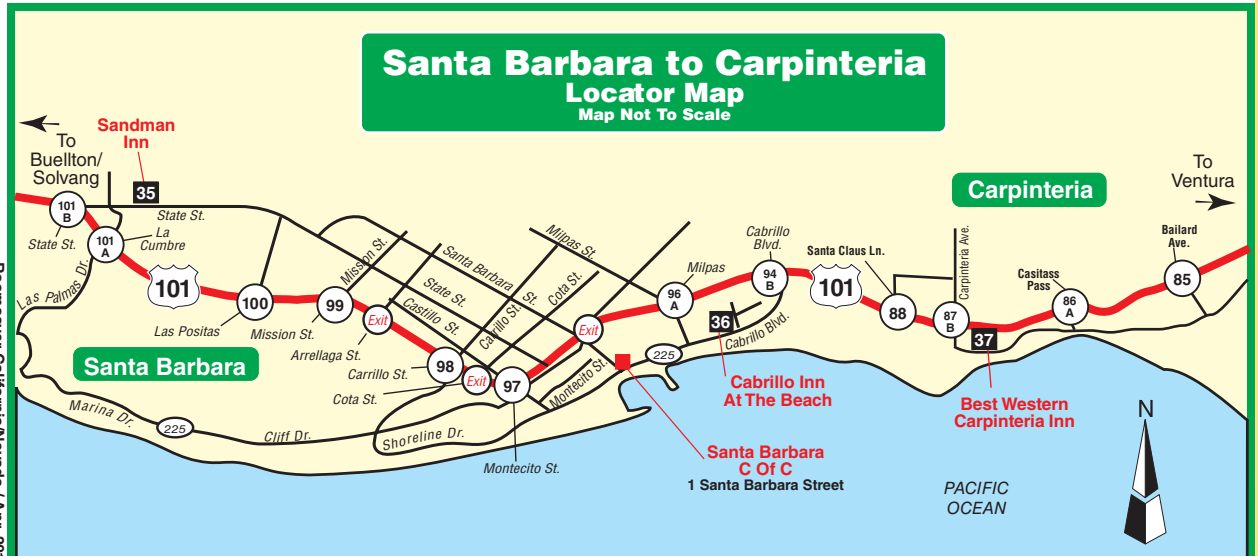 Santa Barbara to Carpinteria
Locator Map
Map Not To Scale
To
Buellton/
Solvang
Sandman
Inn
35
101
B
State St.
State St.
101
A
La
Cumbre
Las Palmas Dr.
101
100
Las Positas
99
Mission St.
Mission St.
Exit
Arrellaga St.
Santa Barbara St.
State St.
Castillo St.
Carrillo St.
Cota St.
Milpas St.
98
Carrillo St.
Exit
Cota St.
97
Montecito St.
Montecito St.
Exit
Santa Barbara
Marina Dr.
225
Cliff Dr.
Shoreline Dr.
225
96
A
Milpas
36
Cabrillo Blvd.
Cabrillo
Blvd.
94
B
101
Santa Claus Ln.
88
Carpinteria
Carpinteria Ave.
87
B
37
Casitass
Pass
86
A
Bailard
Ave.
85
To
Ventura
Cabrillo Inn
At The Beach
Best Western
Carpinteria Inn
Santa Barbara
C Of C
1 Santa Barbara Street
PACIFIC
OCEAN
N